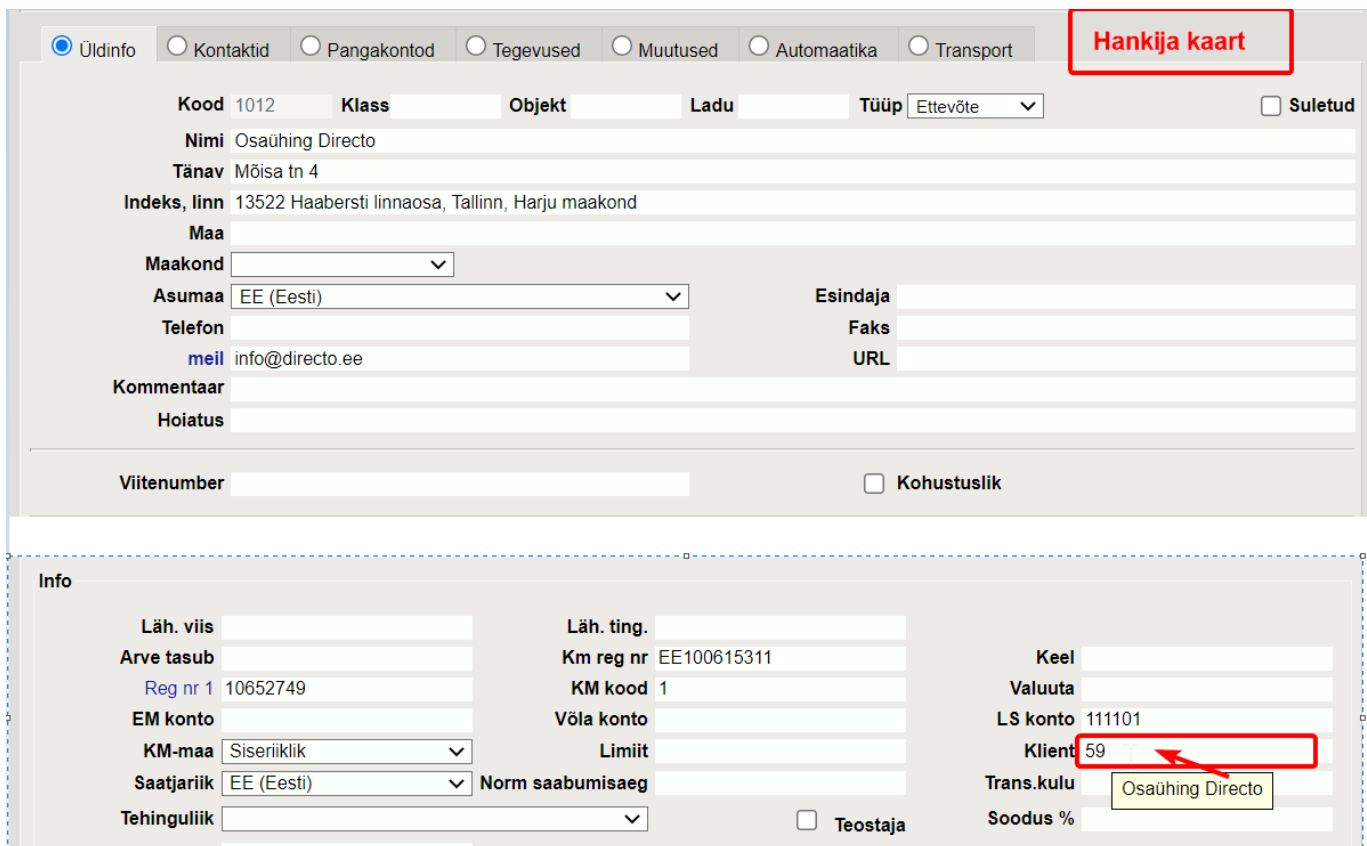 Üldinfo Kontaktid Pangakontod Tegevused Muutused Automaatika Transport Hankija kaart
Kood 1012 Klass Objekt Ladu Tüüp Ettevõte Suletud
Nimi Osaühing Directo
Tänav Mõisa tn 4
Indeks, linn 13522 Haabersti linnaosa, Tallinn, Harju maakond
Maa
Maakond
Asumaa EE (Eesti) Esindaja
Telefon Faks
meil info@directo.ee URL
Kommentaar
Hoiatus
Viitenumber Kohustuslik
Info
Läh. viis Läh. ting.
Arve tasub Km reg nr EE100615311 Keel
Reg nr 1 10652749 KM kood 1 Valuuta
EM konto Võla konto LS konto 111101
KM-maa Siseriiklik Limiit Klient 59
Saatjariik EE (Eesti) Norm saabumisaeg Trans.kulu Osaühing Directo
Tehinguliik Teostaja Soodus %